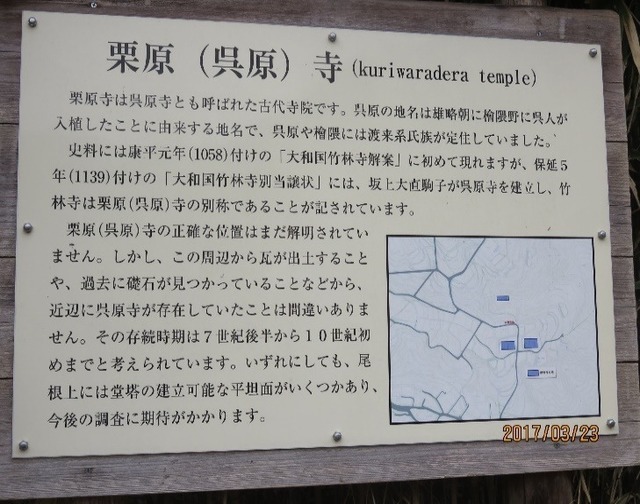 栗原（呉原）寺(kuriwaradera temple)
栗原寺は呉原寺とも呼ばれた古代寺院です。呉原の地名は雄略朝に檜隈野に呉人が
入植したことに由来する地名で、呉原や檜隈には渡来系氏族が定住していました。
史料には康平元年(1058)付けの「大和国竹林寺解案」に初めて現れますが、保延５
年(1139)付けの「大和国竹林寺別当譲状」には、坂上大直駒子が呉原寺を建立し、竹
林寺は栗原(呉原)寺の別称であることが記されています。
栗原(呉原)寺の正確な位置はまだ解明されてい
ません。しかし、この周辺から瓦が出土すること
や、過去に礎石が見つかっていることなどから、
近辺に呉原寺が存在していたことは間違いありま
せん。その存続時期は７世紀後半から１０世紀初
めまでと考えられています。いずれにしても、尾
根上には堂塔の建立可能な平坦面がいくつかあり、
今後の調査に期待がかかります。
2017/03/23